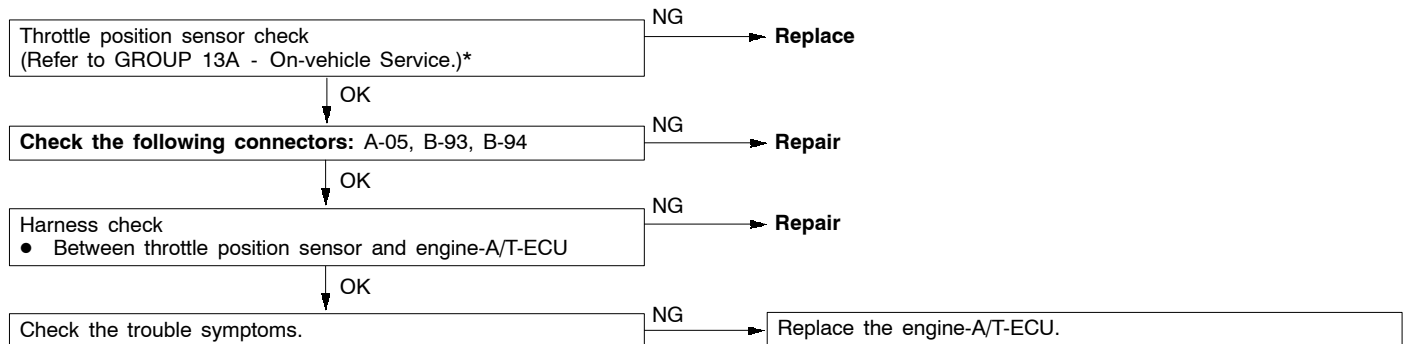 Throttle position sensor check
(Refer to GROUP 13A - On-vehicle Service.)*
NG
Replace
OK
Check the following connectors: A-05, B-93, B-94
NG
Repair
OK
Harness check
● Between throttle position sensor and engine-A/T-ECU
NG
Repair
OK
Check the trouble symptoms.
NG
Replace the engine-A/T-ECU.